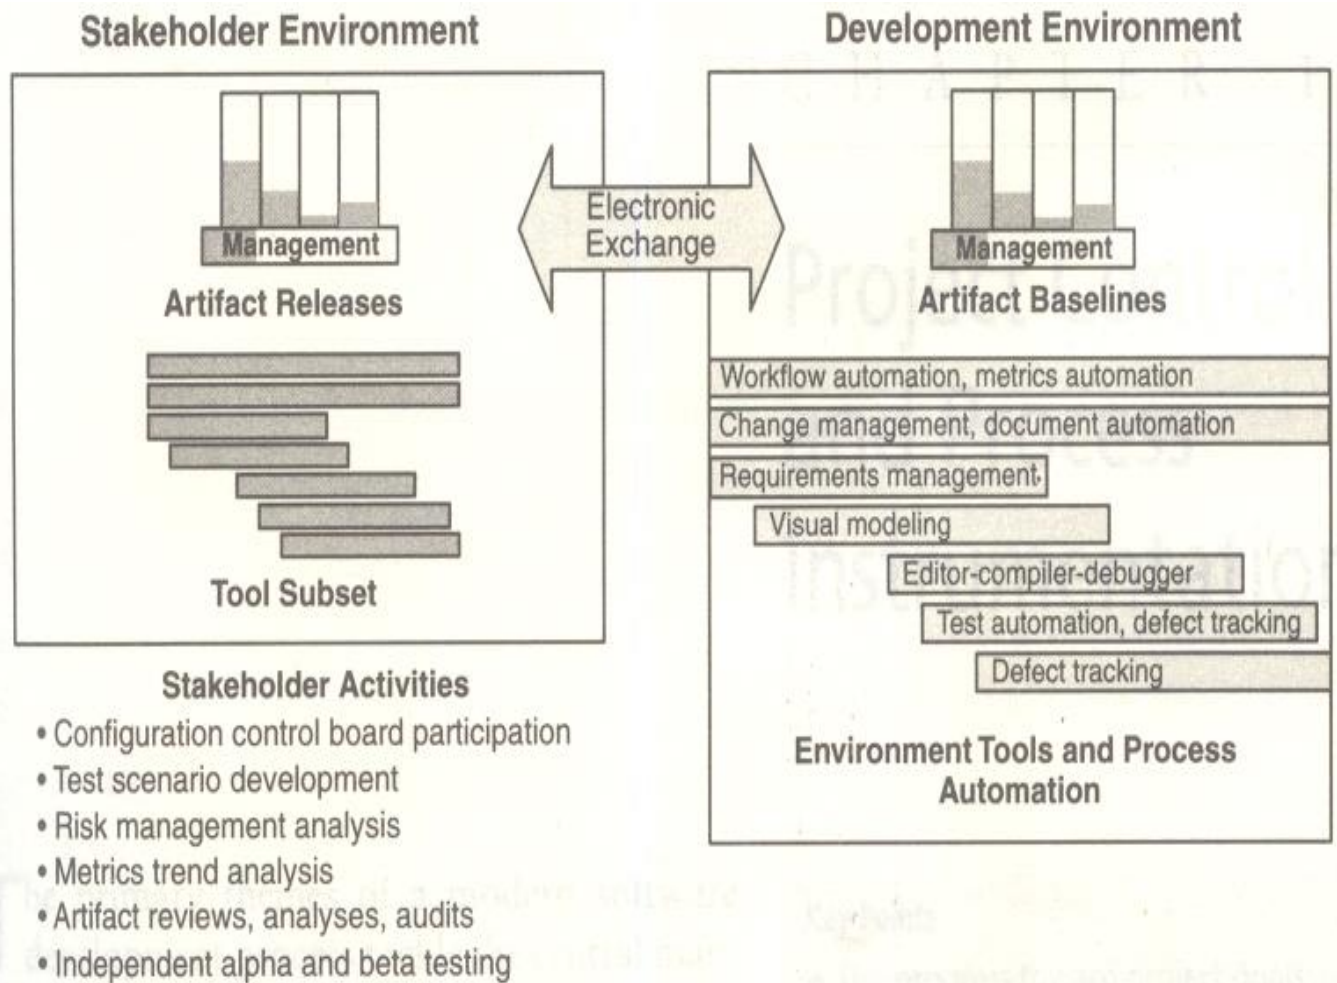 Stakeholder Environment
Management
Artifact Releases
Tool Subset
Stakeholder Activities
• Configuration control board participation
• Test scenario development
• Risk management analysis
• Metrics trend analysis
• Artifact reviews, analyses, audits
• Independent alpha and beta testing
Electronic
Exchange
Development Environment
Management
Artifact Baselines
Workflow automation, metrics automation
Change management, document automation
Requirements management
Visual modeling
Editor-compiler-debugger
Test automation, defect tracking
Defect tracking
Environment Tools and Process
Automation